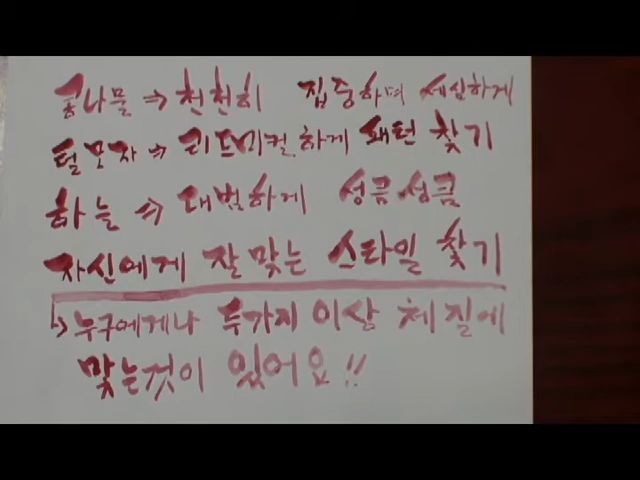 콩나물 ⇒ 천천히 집중하며 세심하게
털모자 ⇒ 리드미컬하게 패턴 찾기
하늘 ⇒ 대범하게 성큼성큼
자신에게 잘 맞는 스타일 찾기
↳ 누구에게나 두가지 이상 체질에
맞는것이 있어요!!